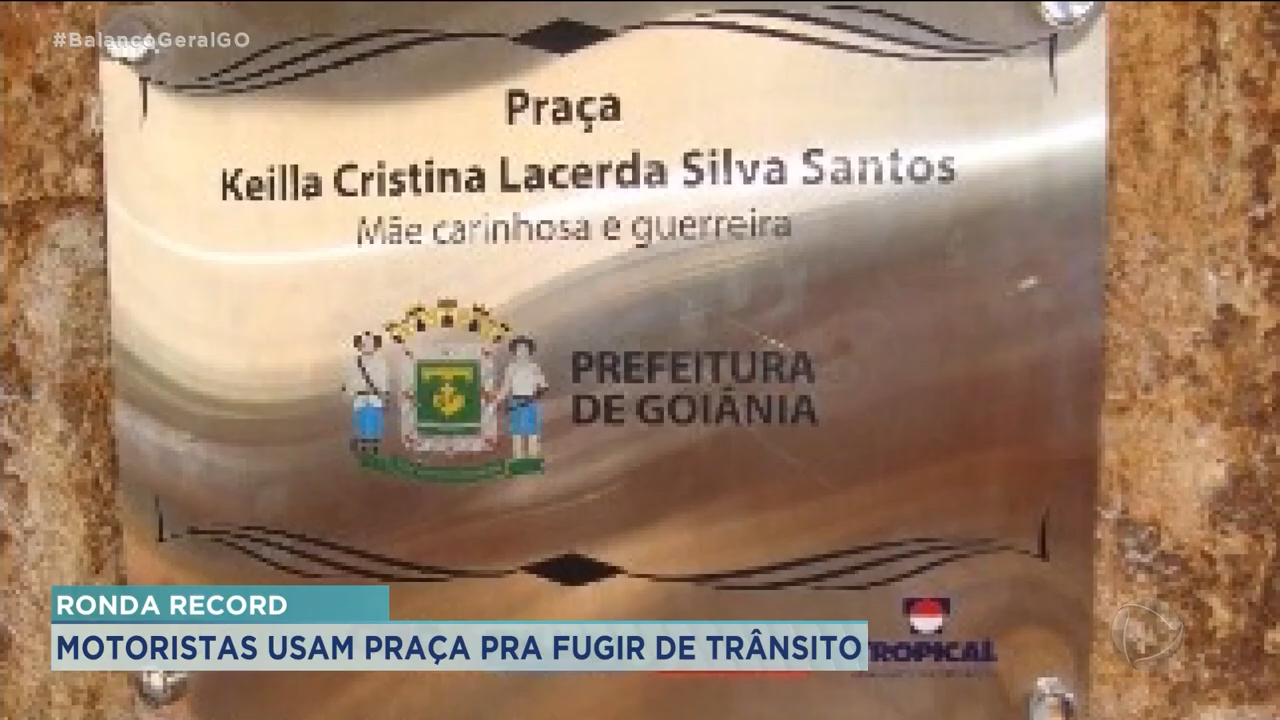 #BalançoGeralGO
Praça
Keilla Cristina Lacerda Silva Santos
Mãe carinhosa e guerreira
PREFEITURA
DE GOIÂNIA
RONDA RECORD
MOTORISTAS USAM PRAÇA PRA FUGIR DE TRÂNSITO
TROPICAL